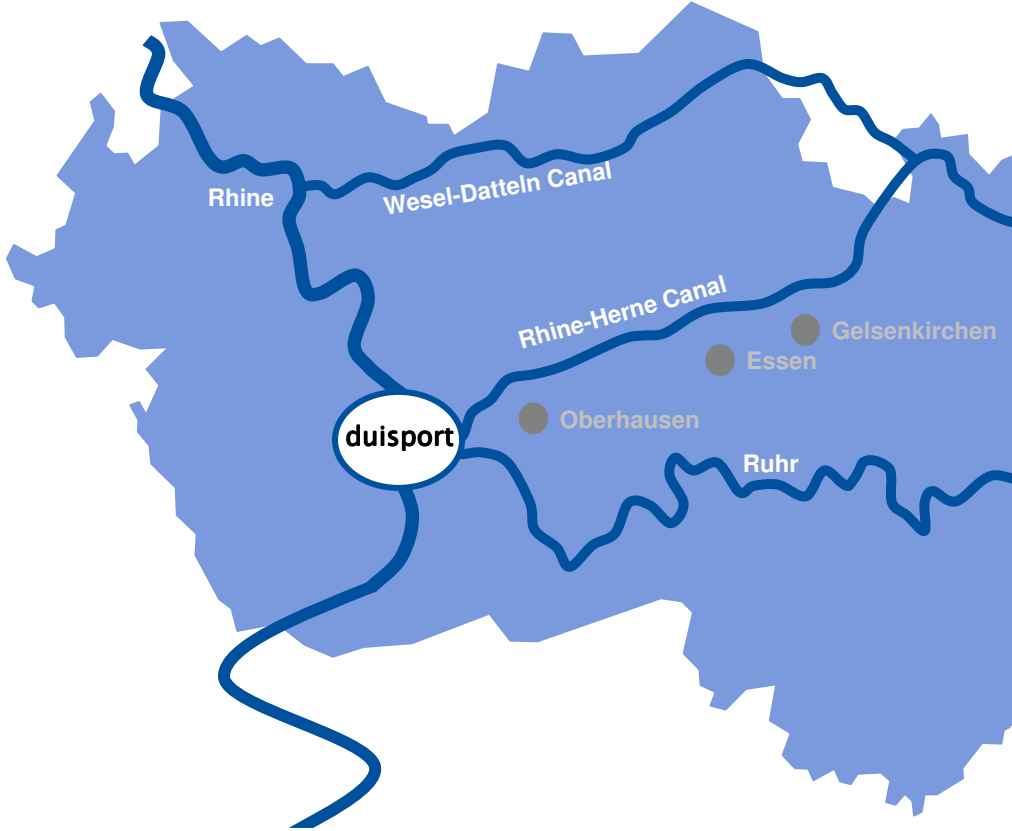 Rhine
Wesel-Datteln Canal
Rhine-Herne Canal
Gelsenkirchen
Essen
Oberhausen
duisport
Ruhr